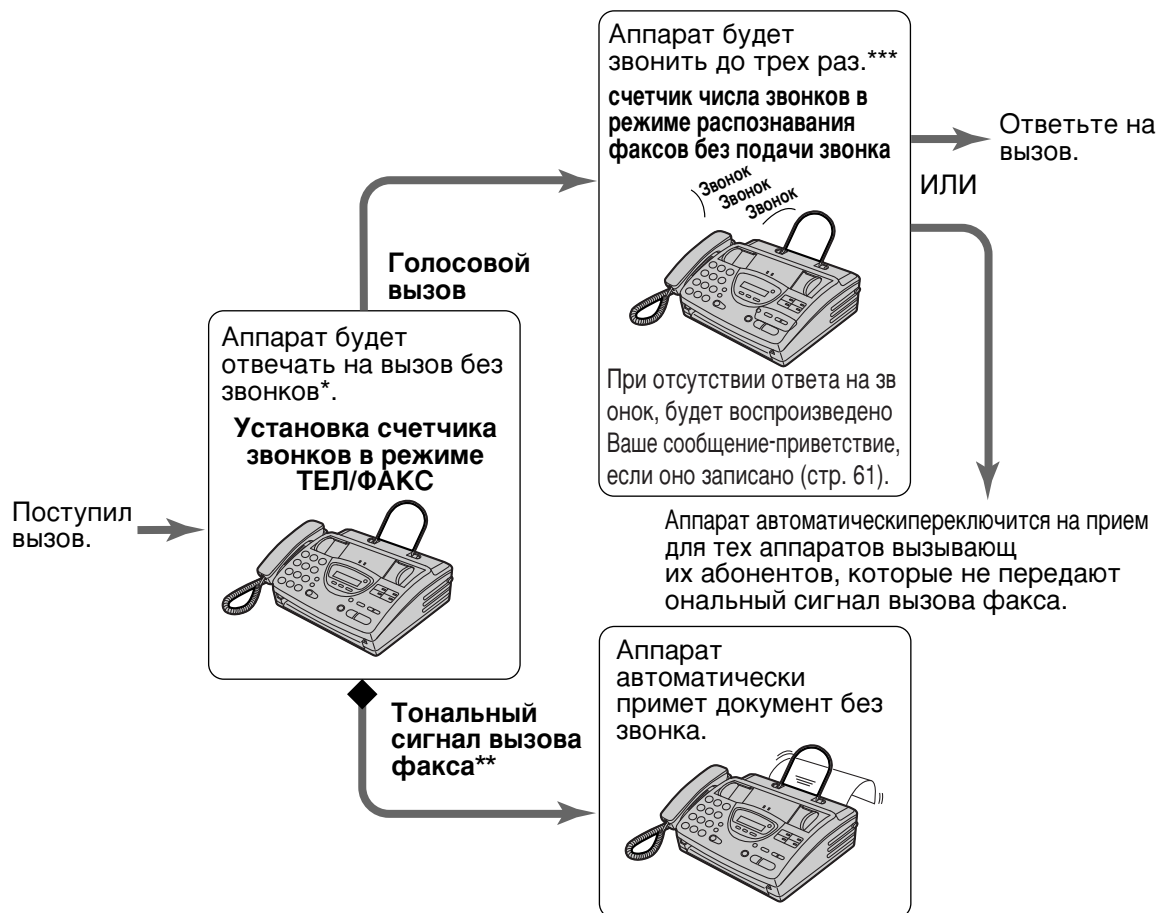 Поступил
вызов.
Аппарат будет
отвечать на вызов без
звонков*.
Установка счетчика
звонков в режиме
ТЕЛ/ФАКС
Голосовой
вызов
Аппарат будет
звонить до трех раз.***
счетчик числа звонков в
режиме распознавания
факсов без подачи звонка
Звонок
Звонок
Звонок
При отсутствии ответа на зв
онок, будет воспроизведено
Ваше сообщение-приветствие,
если оно записано (стр. 61).
Ответьте на
вызов.
ИЛИ
Аппарат автоматическипереключится на прием
для тех аппаратов вызывающ
их абонентов, которые не передают
ональный сигнал вызова факса.
Тональный
сигнал вызова
факса**
Аппарат
автоматически
примет документ без
звонка.